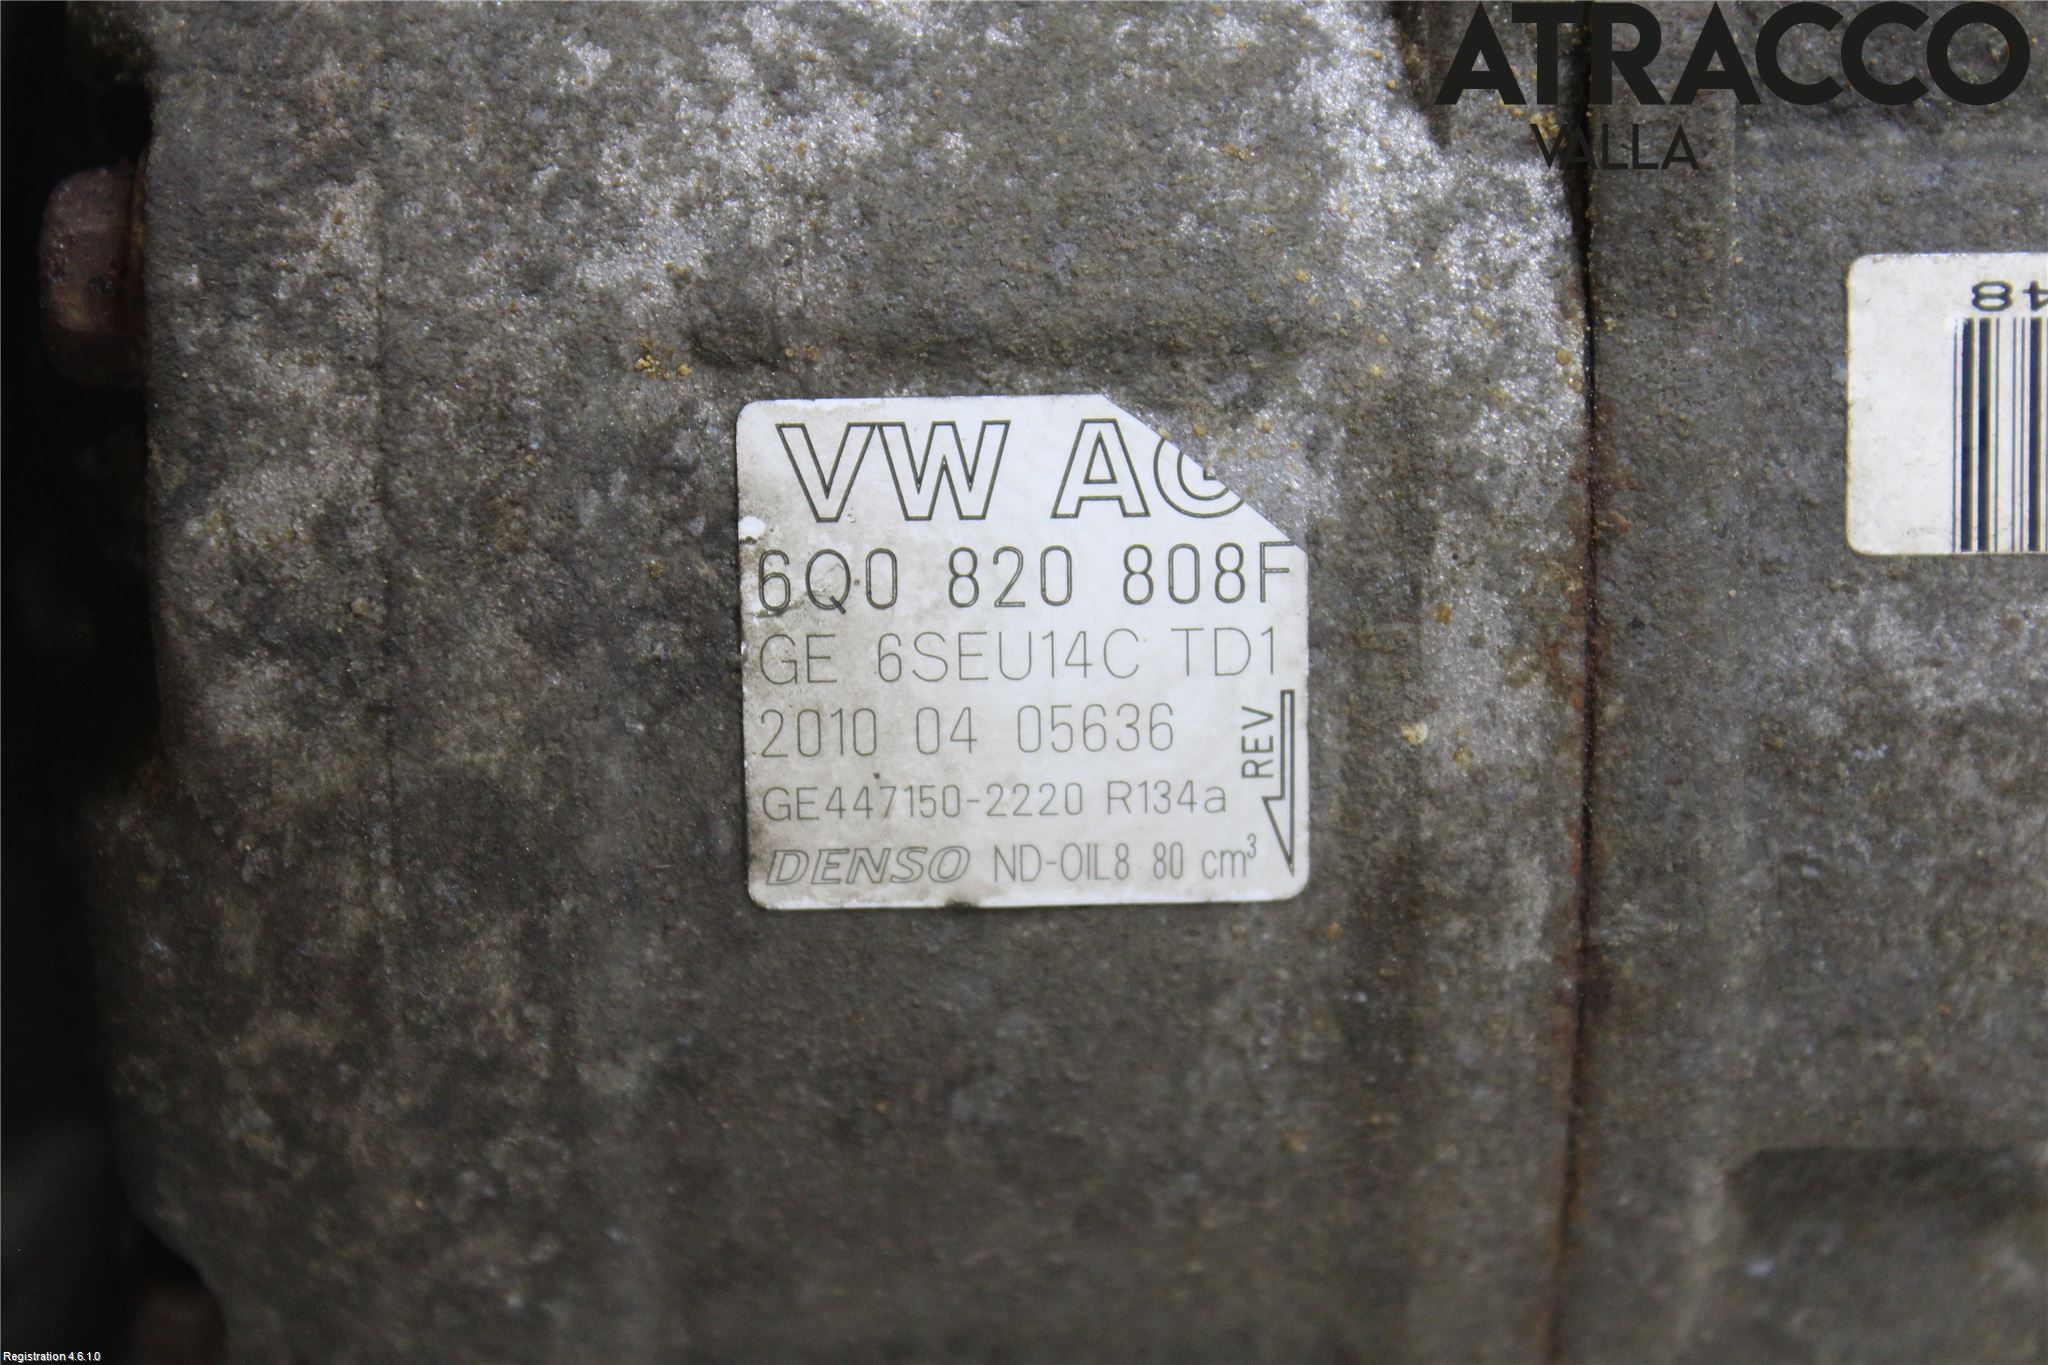 ATRACCO
VALLA
48
VW AG
6Q0 820 808F
GE 6SEU14C TD1
2010 04 05636
REV
GE447150-2220 R134a
DENSO ND-OIL8 80 cm³
Registration 4.6.1.0